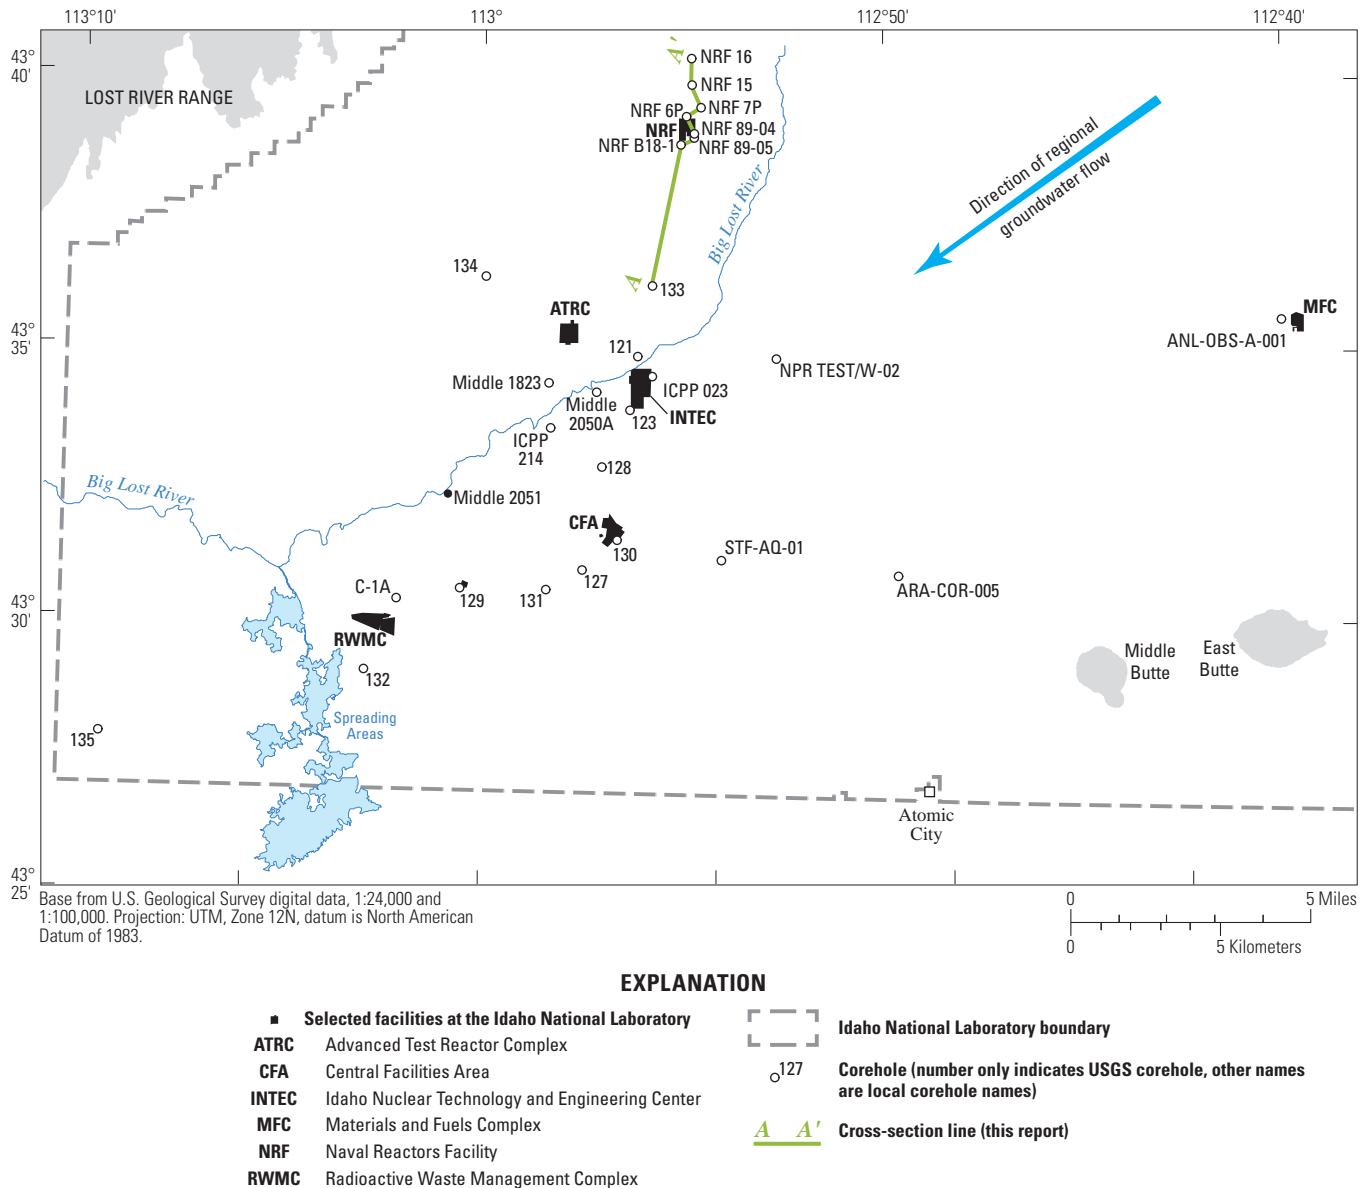 113°10'
113°
112°50'
112°40'
43°
40'
43°
35'
43°
30'
43°
25'
LOST RIVER RANGE
A'
NRF 16
NRF 15
NRF 7P
NRF 6P
NRF
NRF 89-04
NRF 89-05
NRF B18-1
Big Lost River
Direction of regional
groundwater flow
134
A
133
ATRC
MFC
ANL-OBS-A-001
121
NPR TEST/W-02
Middle 1823
ICPP 023
Middle
2050A
123
INTEC
ICPP
214
128
Big Lost River
Middle 2051
CFA
130
STF-AQ-01
127
C-1A
129
131
ARA-COR-005
RWMC
132
Middle
Butte
East
Butte
Spreading
Areas
135
Atomic
City
Base from U.S. Geological Survey digital data, 1:24,000 and
1:100,000. Projection: UTM, Zone 12N, datum is North American
Datum of 1983.
0 5 Miles
0 5 Kilometers
EXPLANATION
Selected facilities at the Idaho National Laboratory
ATRC Advanced Test Reactor Complex
CFA Central Facilities Area
INTEC Idaho Nuclear Technology and Engineering Center
MFC Materials and Fuels Complex
NRF Naval Reactors Facility
RWMC Radioactive Waste Management Complex
Idaho National Laboratory boundary
127 Corehole (number only indicates USGS corehole, other names
are local corehole names)
A A' Cross-section line (this report)